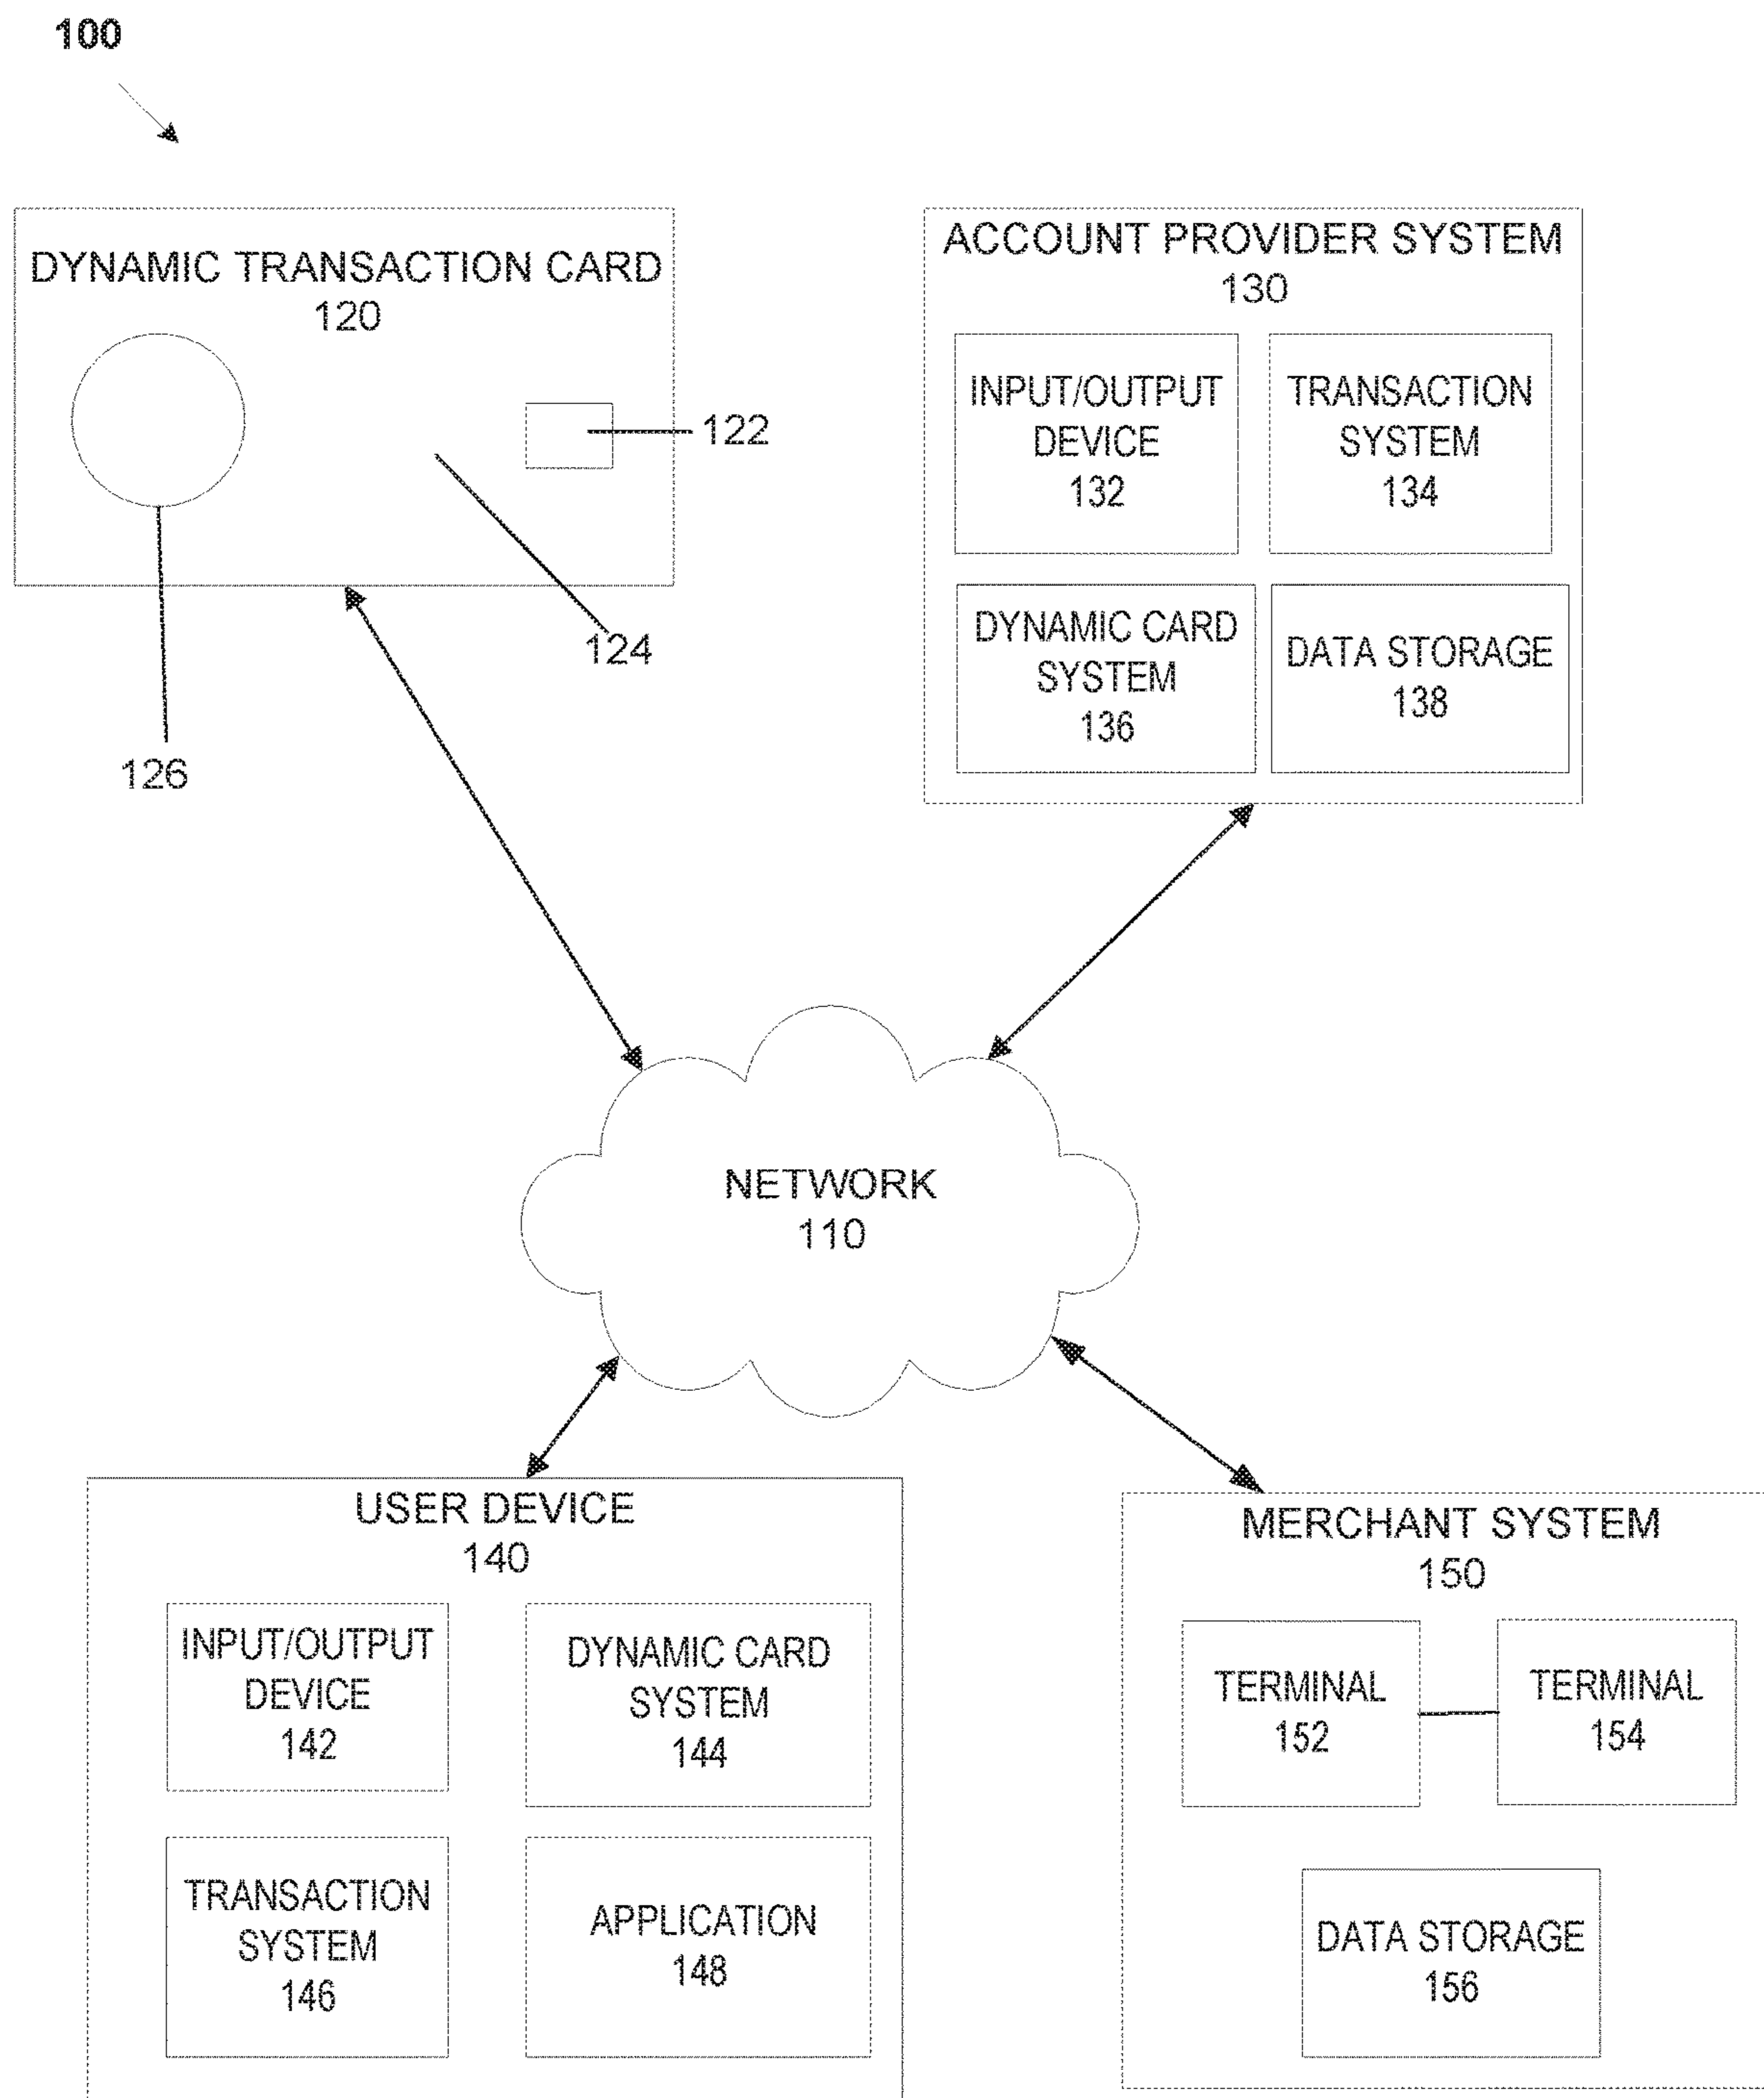 100
DYNAMIC TRANSACTION CARD
120
122
124
126
ACCOUNT PROVIDER SYSTEM
130
INPUT/OUTPUT
DEVICE
132
TRANSACTION
SYSTEM
134
DYNAMIC CARD
SYSTEM
136
DATA STORAGE
138
NETWORK
110
USER DEVICE
140
INPUT/OUTPUT
DEVICE
142
DYNAMIC CARD
SYSTEM
144
TRANSACTION
SYSTEM
146
APPLICATION
148
MERCHANT SYSTEM
150
TERMINAL
152
TERMINAL
154
DATA STORAGE
156